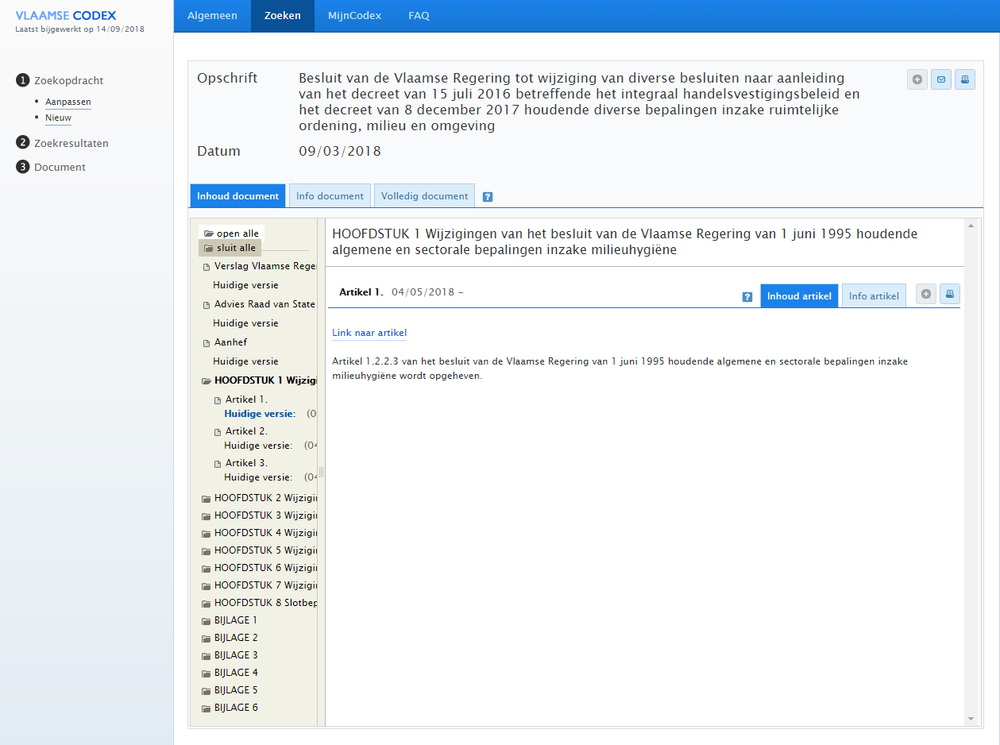 VLAAMSE CODEX
Laatst bijgewerkt op 14/09/2018
Algemeen Zoeken MijnCodex FAQ
1 Zoekopdracht
• Aanpassen
• Nieuw
2 Zoekresultaten
3 Document
Opschrift Besluit van de Vlaamse Regering tot wijziging van diverse besluiten naar aanleiding
van het decreet van 15 juli 2016 betreffende het integraal handelsvestigingsbeleid en
het decreet van 8 december 2017 houdende diverse bepalingen inzake ruimtelijke
ordening, milieu en omgeving
Datum 09/03/2018
Inhoud document Info document Volledig document ?
open alle
sluit alle
Verslag Vlaamse Rege
Huidige versie
Advies Raad van State
Huidige versie
Aanhef
Huidige versie
HOOFDSTUK 1 Wijzigi
Artikel 1.
Huidige versie: (0
Artikel 2.
Huidige versie: (04
Artikel 3.
Huidige versie: (04
HOOFDSTUK 2 Wijzigi
HOOFDSTUK 3 Wijzigi
HOOFDSTUK 4 Wijzigi
HOOFDSTUK 5 Wijzigi
HOOFDSTUK 6 Wijzigi
HOOFDSTUK 7 Wijzigi
HOOFDSTUK 8 Slotbep
BIJLAGE 1
BIJLAGE 2
BIJLAGE 3
BIJLAGE 4
BIJLAGE 5
BIJLAGE 6
HOOFDSTUK 1 Wijzigingen van het besluit van de Vlaamse Regering van 1 juni 1995 houdende
algemene en sectorale bepalingen inzake milieuhygiëne
Artikel 1. 04/05/2018 –
? Inhoud artikel Info artikel
Link naar artikel
Artikel 1.2.2.3 van het besluit van de Vlaamse Regering van 1 juni 1995 houdende algemene en sectorale bepalingen inzake
milieuhygiëne wordt opgeheven.